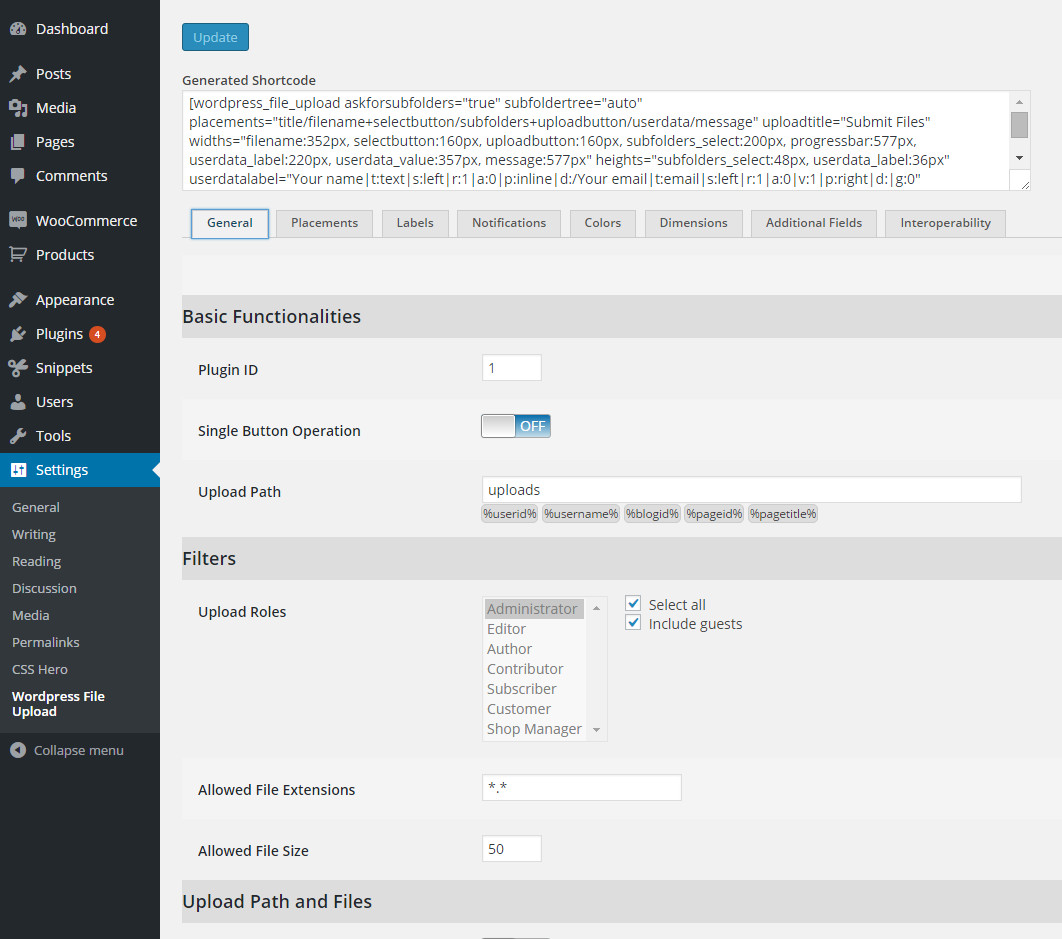 Dashboard
Posts
Media
Pages
Comments
WooCommerce
Products
Appearance
Plugins 4
Snippets
Users
Tools
Settings
General
Writing
Reading
Discussion
Media
Permalinks
CSS Hero
Wordpress File
Upload
Collapse menu
Update
Generated Shortcode
[wordpress_file_upload askforsubfolders="true" subfoldertree="auto"
placements="title/filename+selectbutton/subfolders+uploadbutton/userdata/message" uploadtitle="Submit Files"
widths="filename:352px, selectbutton:160px, uploadbutton:160px, subfolders_select:200px, progressbar:577px,
userdata_label:220px, userdata_value:357px, message:577px" heights="subfolders_select:48px, userdata_label:36px"
userdatalabel="Your name|t:text|s:left|r:1|a:0|p:inline|d:/Your email|t:email|s:left|r:1|a:0|v:1|p:right|d:|g:0"
General Placements Labels Notifications Colors Dimensions Additional Fields Interoperability
Basic Functionalities
Plugin ID 1
Single Button Operation OFF
Upload Path uploads
%userid% %username% %blogid% %pageid% %pagetitle%
Filters
Upload Roles
Administrator
Editor
Author
Contributor
Subscriber
Customer
Shop Manager
Select all
Include guests
Allowed File Extensions *.*
Allowed File Size 50
Upload Path and Files